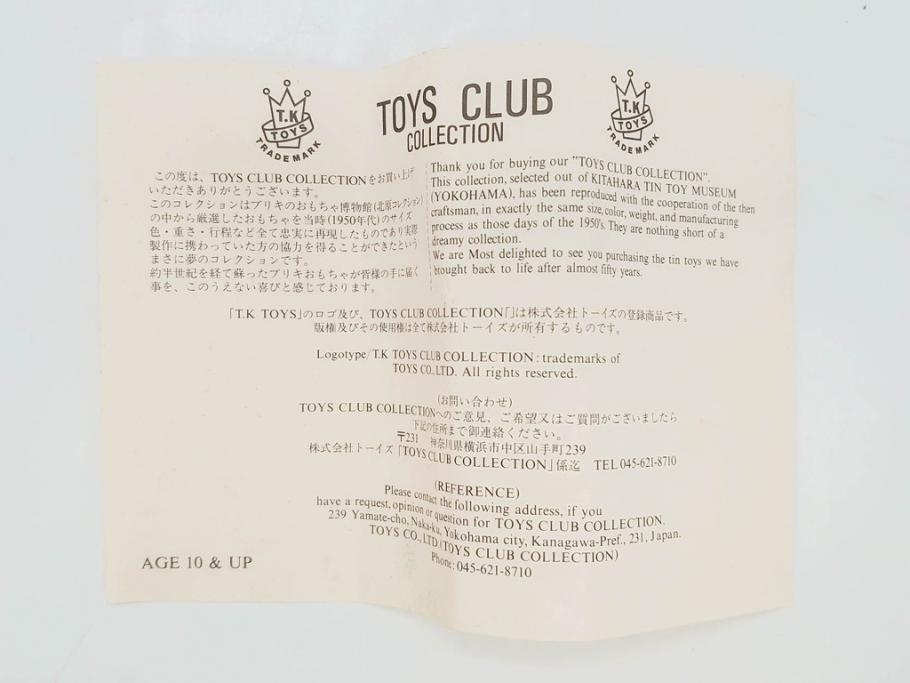 T.K
TOYS
TRADE MARK
TOYS CLUB
COLLECTION
T.K
TOYS
TRADE MARK
この度は、TOYS CLUB COLLECTIONをお買い上げ
いただきありがとうございます。
このコレクションはブリキのおもちゃ博物館(北原コレクション)
の中から厳選したおもちゃを当時(1950年代)のサイズ
色・重さ・行程など全て忠実に再現したものであり実際
製作に携わっていた方の協力を得ることができたという
まさに夢のコレクションです。
約半世紀を経て蘇ったブリキおもちゃが皆様の手に届く
事を、このうえない喜びと感じております。
Thank you for buying our "TOYS CLUB COLLECTION".
This collection, selected out of KITAHARA TIN TOY MUSEUM
(YOKOHAMA), has been reproduced with the cooperation of the then
craftsman, in exactly the same size, color, weight, and manufacturing
process as those days of the 1950's. They are nothing short of a
dreamy collection.
We are Most delighted to see you purchasing the tin toys we have
brought back to life after almost fifty years.
「T.K TOYS」のロゴ及び、TOYS CLUB COLLECTION「」は株式会社トーイズの登録商品です。
版権及びその使用権は全て株式会社トーイズが所有するものです。
Logotype/T.K TOYS CLUB COLLECTION : trademarks of
TOYS CO.,LTD. All rights reserved.
(お問い合わせ)
TOYS CLUB COLLECTIONへのご意見、ご希望又はご質問がございましたら
下記の住所まで御連絡ください。
〒231 神奈川県横浜市中区山手町239
株式会社トーイズ「TOYS CLUB COLLECTION」係迄 TEL 045-621-8710
(REFERENCE)
Please contact the following address, if you
have a request, opinion or question for TOYS CLUB COLLECTION.
239 Yamate-cho, Naka-ku, Yokohama city, Kanagawa-Pref., 231, Japan.
TOYS CO., LTD.(TOYS CLUB COLLECTION)
Phone: 045-621-8710
AGE 10 & UP